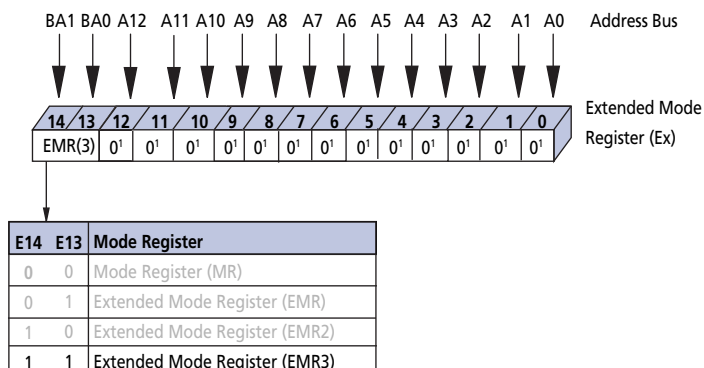 BA1 BA0 A12 A11 A10 A9 A8 A7 A6 A5 A4 A3 A2 A1 A0 Address Bus
14 13 12 11 10 9 8 7 6 5 4 3 2 1 0
Extended Mode
Register (Ex)
EMR(3) 0¹ 0¹ 0¹ 0¹ 0¹ 0¹ 0¹ 0¹ 0¹ 0¹ 0¹ 0¹ 0¹
E14 E13 Mode Register
0 0 Mode Register (MR)
0 1 Extended Mode Register (EMR)
1 0 Extended Mode Register (EMR2)
1 1 Extended Mode Register (EMR3)